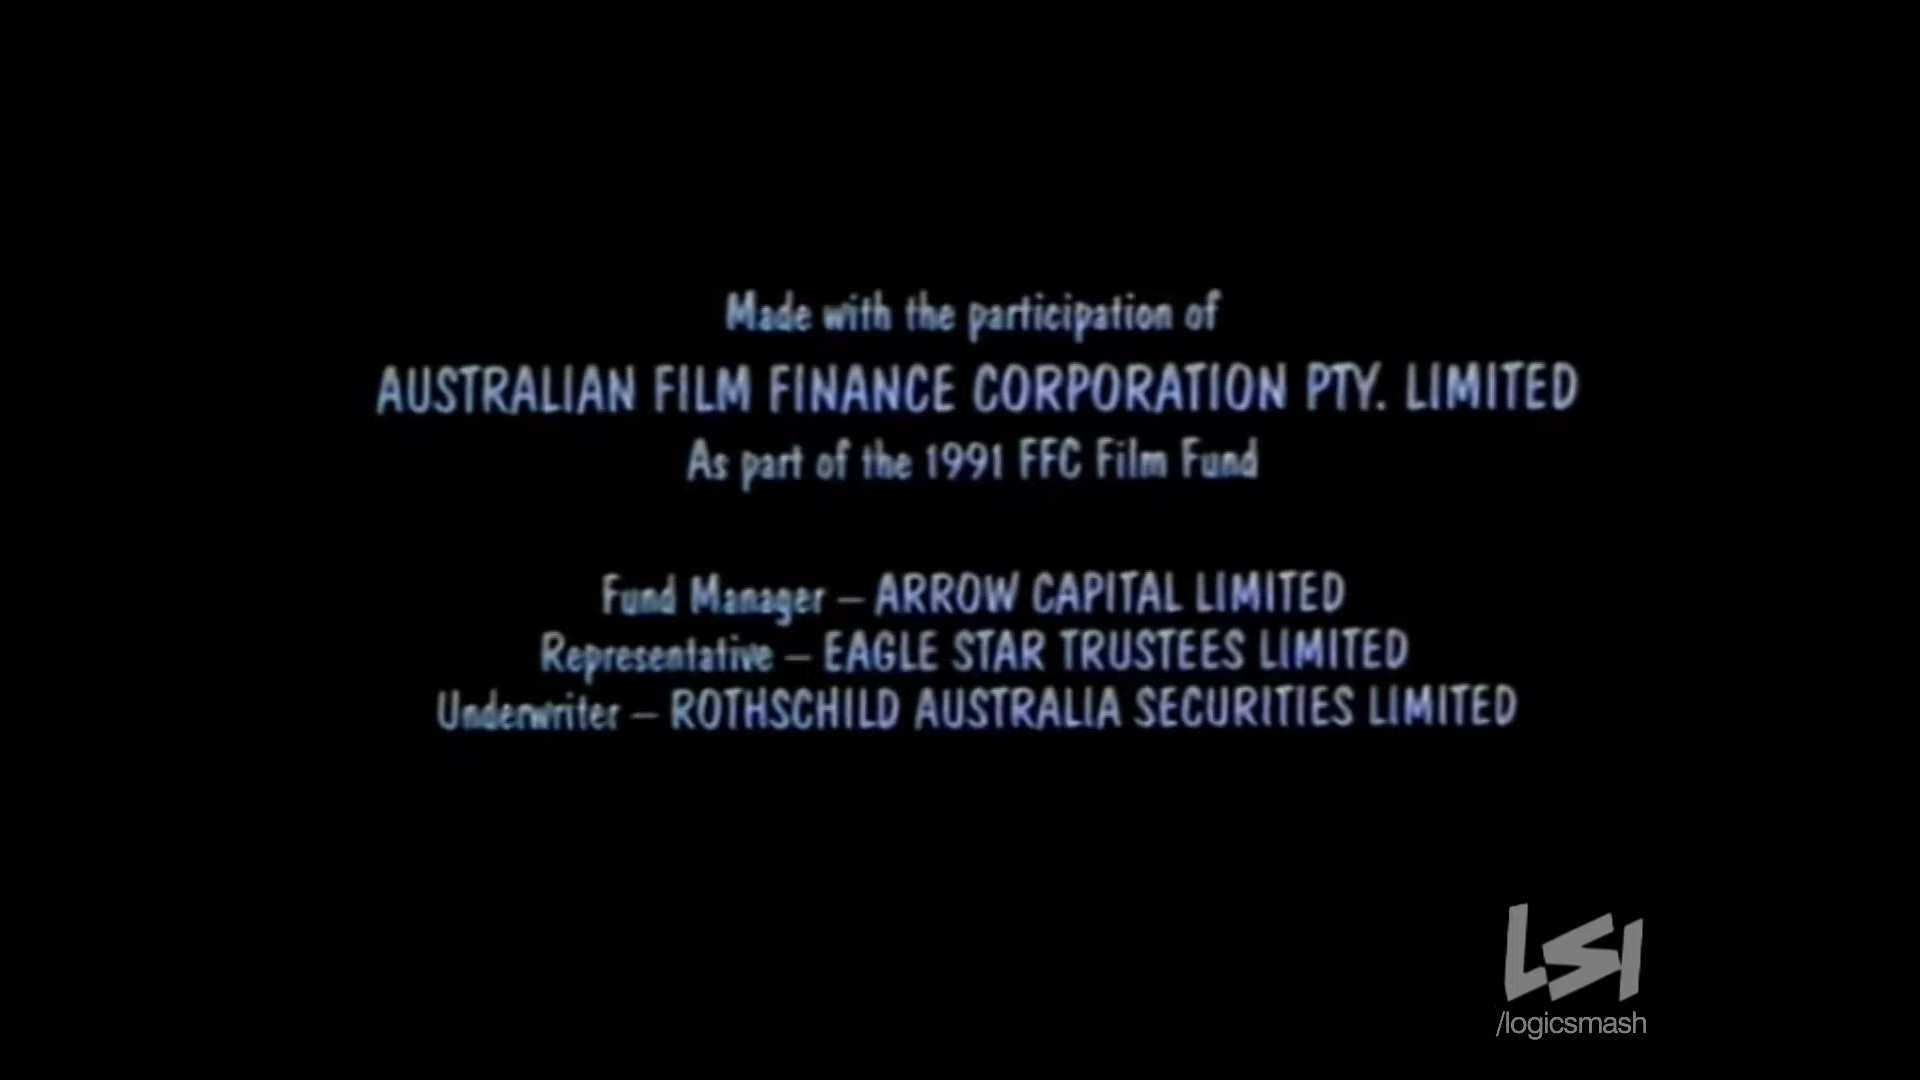 Made with the participation of
AUSTRALIAN FILM FINANCE CORPORATION PTY. LIMITED
As part of the 1991 FFC Film Fund
Fund Manager – ARROW CAPITAL LIMITED
Representative – EAGLE STAR TRUSTEES LIMITED
Underwriter – ROTHSCHILD AUSTRALIA SECURITIES LIMITED
LSI
/logicsmash